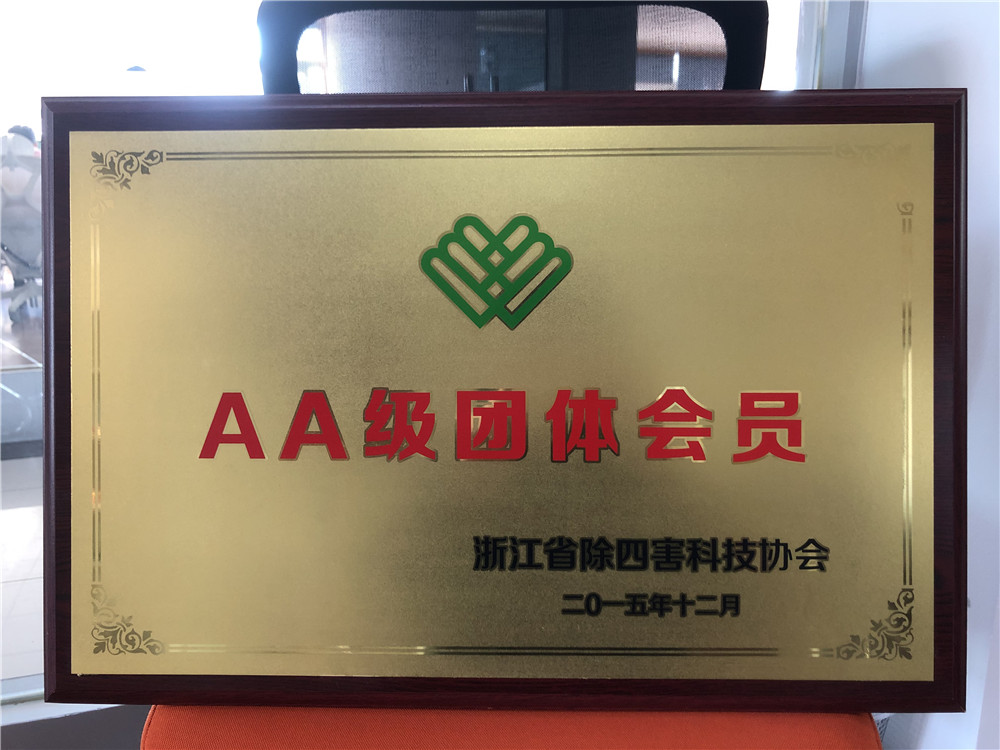 AA级团体会员
浙江省除四害科技协会
二0一五年十二月